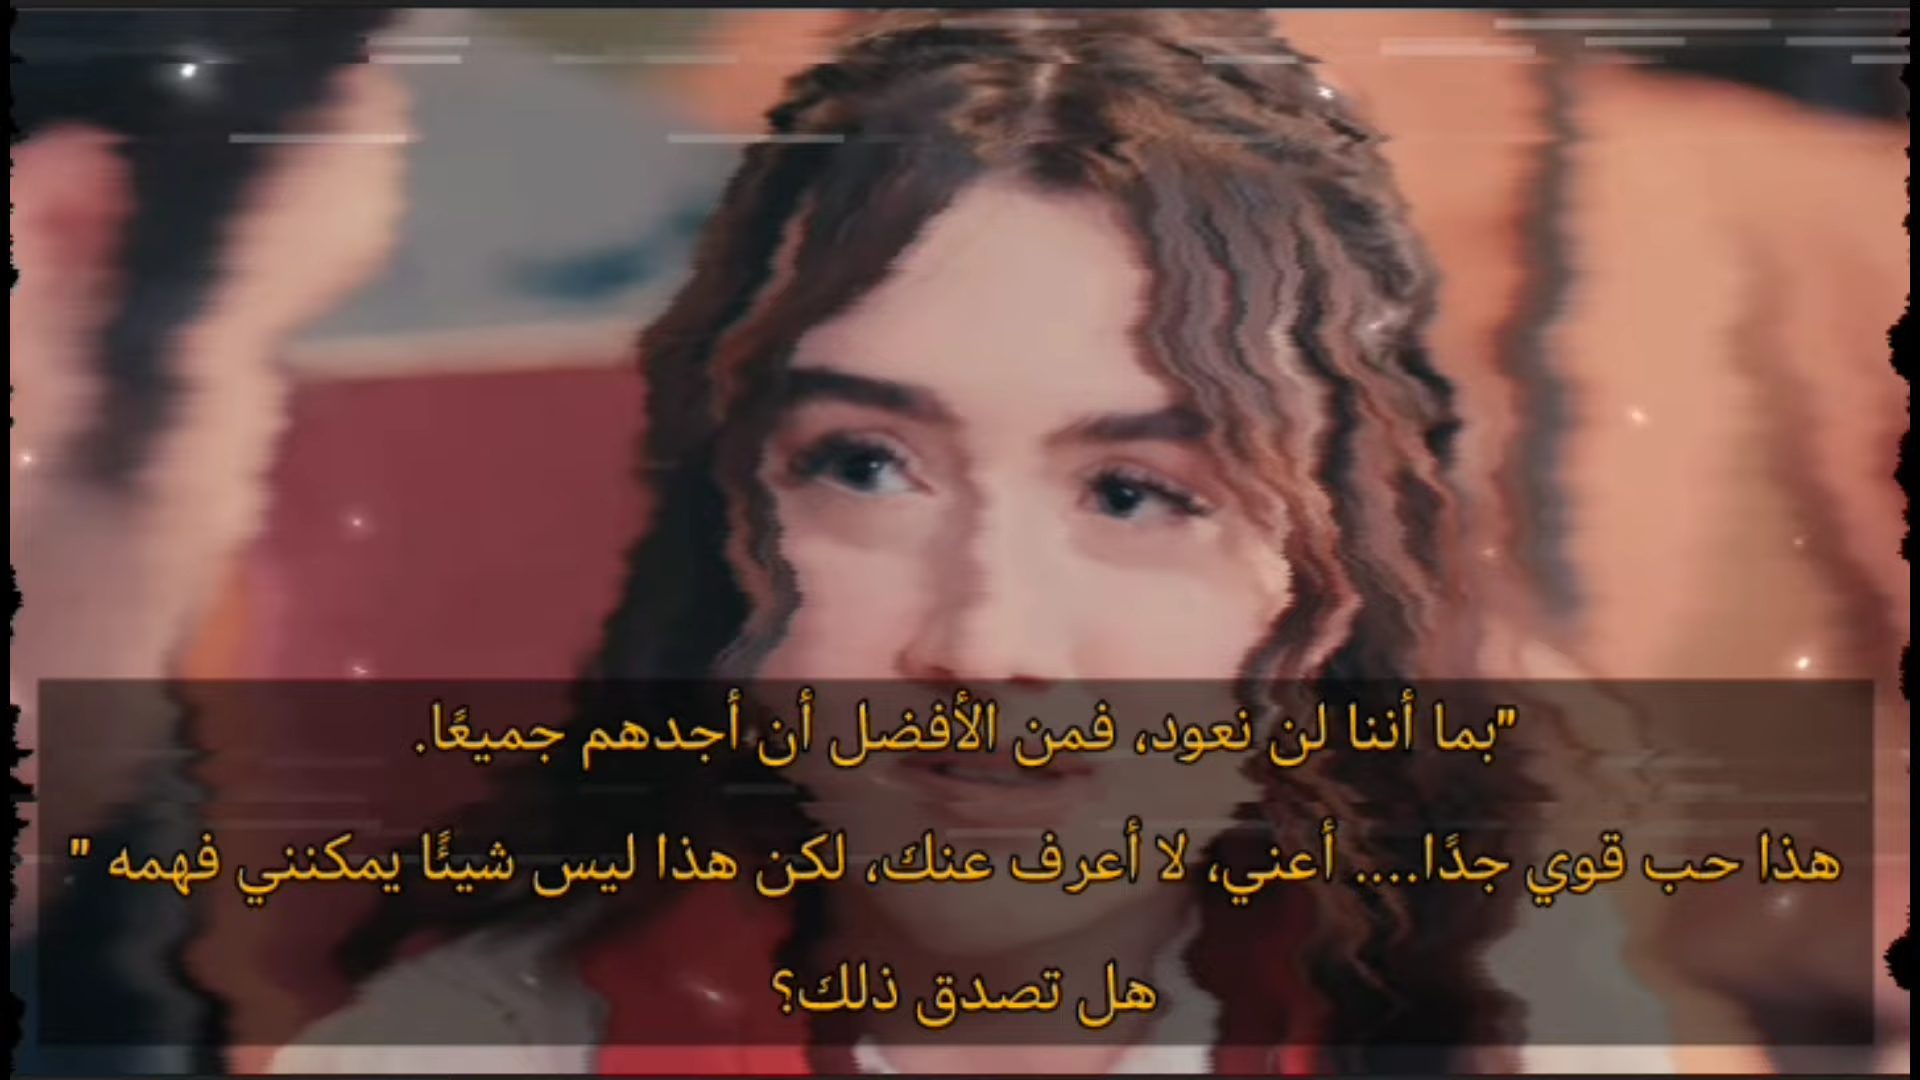 "بما أننا لن نعود، فمن الأفضل أن أجدهم جميعًا.
هذا حب قوي جدًا.... أعني، لا أعرف عنك، لكن هذا ليس شيئًا يمكنني فهمه "
هل تصدق ذلك؟